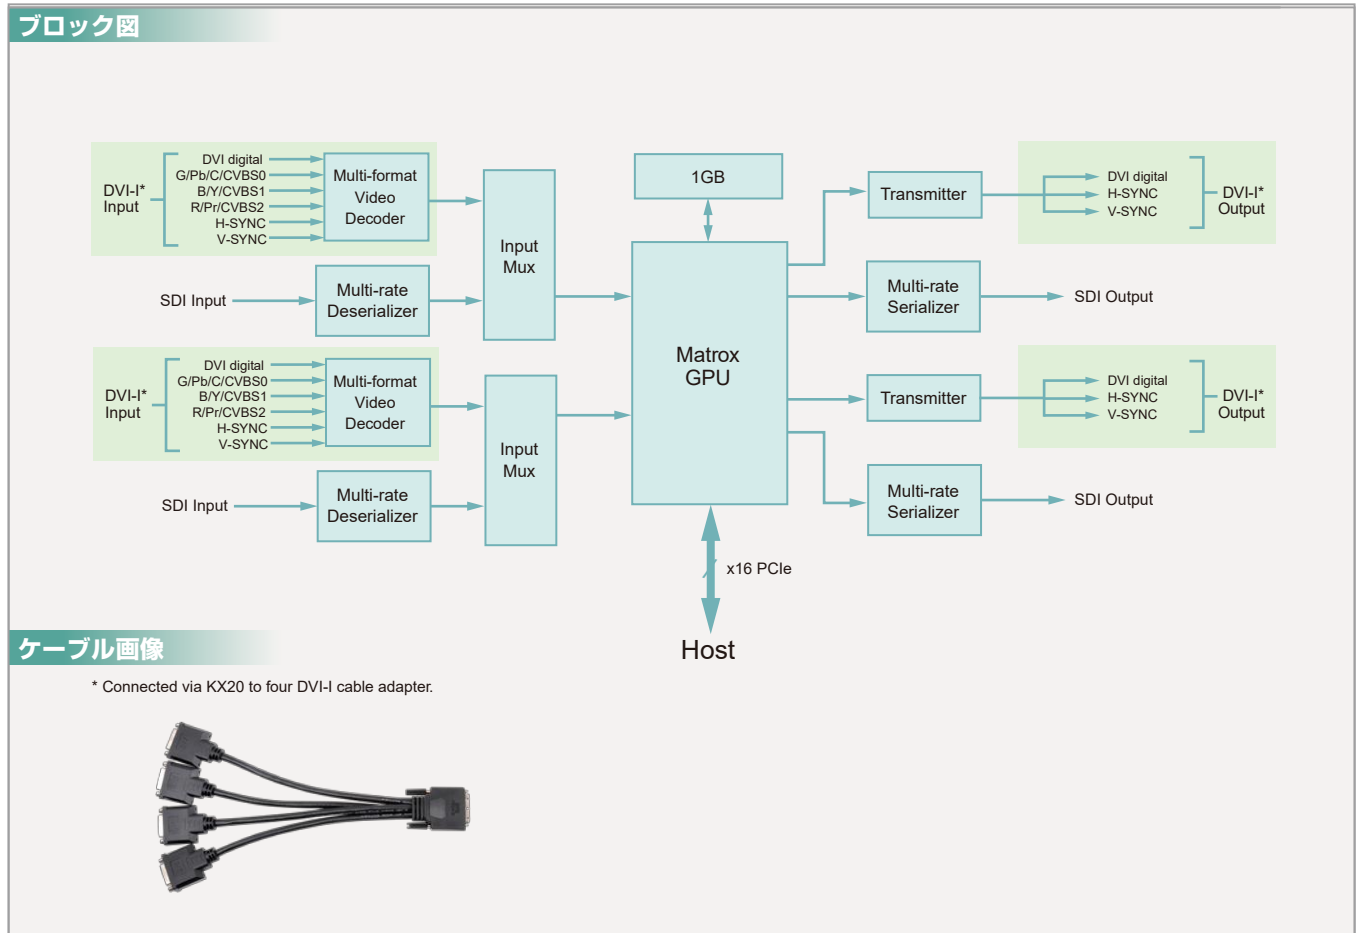 ブロック図
DVI-I*
Input
DVI digital
G/Pb/C/CVBS0
B/Y/CVBS1
R/Pr/CVBS2
H-SYNC
V-SYNC
Multi-format
Video
Decoder
SDI Input
Multi-rate
Deserializer
Input
Mux
DVI-I*
Input
DVI digital
G/Pb/C/CVBS0
B/Y/CVBS1
R/Pr/CVBS2
H-SYNC
V-SYNC
Multi-format
Video
Decoder
SDI Input
Multi-rate
Deserializer
Input
Mux
1GB
Matrox
GPU
x16 PCIe
Host
Transmitter
DVI digital
H-SYNC
V-SYNC
DVI-I*
Output
Multi-rate
Serializer
SDI Output
Transmitter
DVI digital
H-SYNC
V-SYNC
DVI-I*
Output
Multi-rate
Serializer
SDI Output
ケーブル画像
* Connected via KX20 to four DVI-I cable adapter.